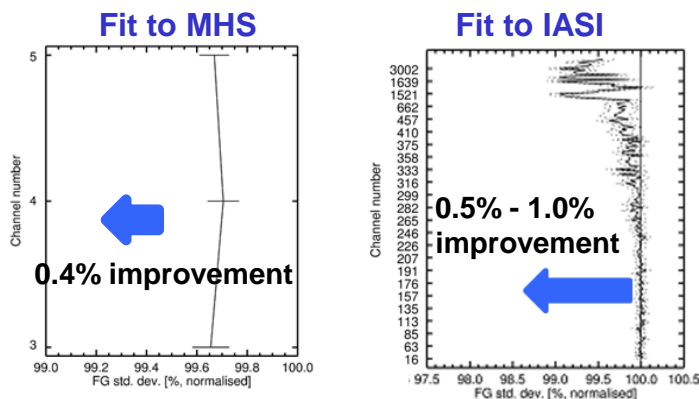 Fit to MHS
5
4
3
Channel number
0.4% improvement
99.0 99.2 99.4 99.6 99.8 100.0
FG std. dev. [%, normalised]
Fit to IASI
3002
1639
1521
662
457
410
375
358
333
316
299
282
265
246
226
207
191
176
157
135
113
85
63
16
Channel number
0.5% - 1.0%
improvement
97.5 98.0 98.5 99.0 99.5 100.0 100.5
FG std. dev. [%, normalised]